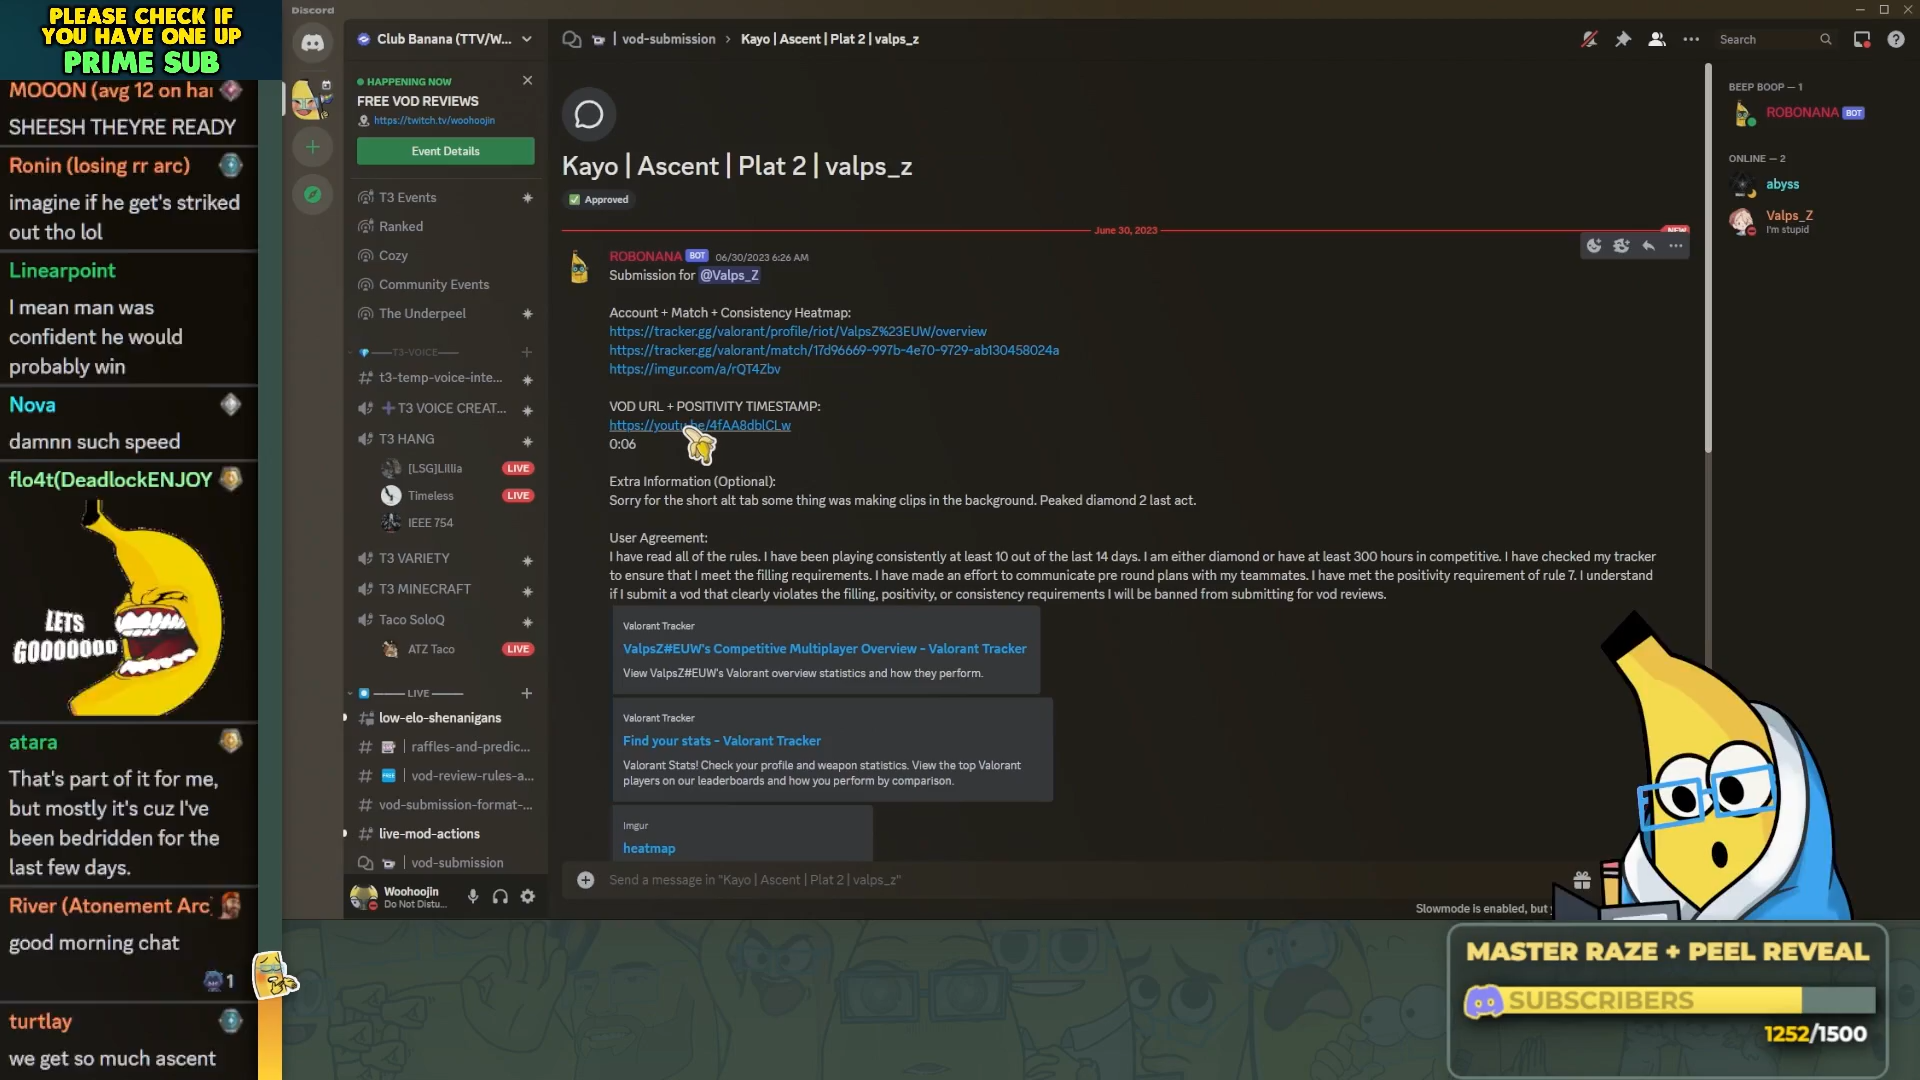 PLEASE CHECK IF
YOU HAVE ONE UP
PRIME SUB
MOOON (avg 12 on
SHEESH THEYRE READY
Ronin (losing rr arc)
imagine if he get's striked
out tho lol
Linearpoint
I mean man was
confident he would
probably win
Nova
damnn such speed
flo4t(DeadlockENJOY
LETS
GOOOOOOO
atara
That's part of it for me,
but mostly it's cuz I've
been bedridden for the
last few days.
River (Atonement Arc
good morning chat
1
turtlay
we get so much ascent
Discord
Club Banana (TTV/W...
HAPPENING NOW
FREE VOD REVIEWS
https://twitch.tv/woohoojin
Event Details
T3 Events
Ranked
Cozy
Community Events
The Underpeel
T3-VOICE
t3-temp-voice-inte...
T3 VOICE CREAT...
T3 HANG
[LSG]Lillia LIVE
Timeless LIVE
IEEE 754
T3 VARIETY
T3 MINECRAFT
Taco SoloQ
ATZ Taco LIVE
LIVE
low-elo-shenanigans
raffles-and-predic...
vod-review-rules-a...
vod-submission-format-...
live-mod-actions
vod-submission
Woohoojin
Do Not Distu...
vod-submission › Kayo | Ascent | Plat 2 | valps_z
Search
Kayo | Ascent | Plat 2 | valps_z
Approved
June 30, 2023
NEW
ROBONANA BOT 06/30/2023 6:26 AM
Submission for @Valps_Z
Account + Match + Consistency Heatmap:
https://tracker.gg/valorant/profile/riot/ValpsZ%23EUW/overview
https://tracker.gg/valorant/match/17d96669-997b-4e70-9729-ab130458024a
https://imgur.com/a/rQT4Zbv
VOD URL + POSITIVITY TIMESTAMP:
https://youtu.be/4fAA8dblCLw
0:06
Extra Information (Optional):
Sorry for the short alt tab some thing was making clips in the background. Peaked diamond 2 last act.
User Agreement:
I have read all of the rules. I have been playing consistently at least 10 out of the last 14 days. I am either diamond or have at least 300 hours in competitive. I have checked my tracker
to ensure that I meet the filling requirements. I have made an effort to communicate pre round plans with my teammates. I have met the positivity requirement of rule 7. I understand
if I submit a vod that clearly violates the filling, positivity, or consistency requirements I will be banned from submitting for vod reviews.
Valorant Tracker
ValpsZ#EUW's Competitive Multiplayer Overview - Valorant Tracker
View ValpsZ#EUW's Valorant overview statistics and how they perform.
Valorant Tracker
Find your stats - Valorant Tracker
Valorant Stats! Check your profile and weapon statistics. View the top Valorant
players on our leaderboards and how you perform by comparison.
Imgur
heatmap
Send a message in "Kayo | Ascent | Plat 2 | valps_z"
Slowmode is enabled, but
BEEP BOOP — 1
ROBONANA BOT
ONLINE — 2
abyss
Valps_Z
I'm stupid
MASTER RAZE + PEEL REVEAL
SUBSCRIBERS
1252/1500